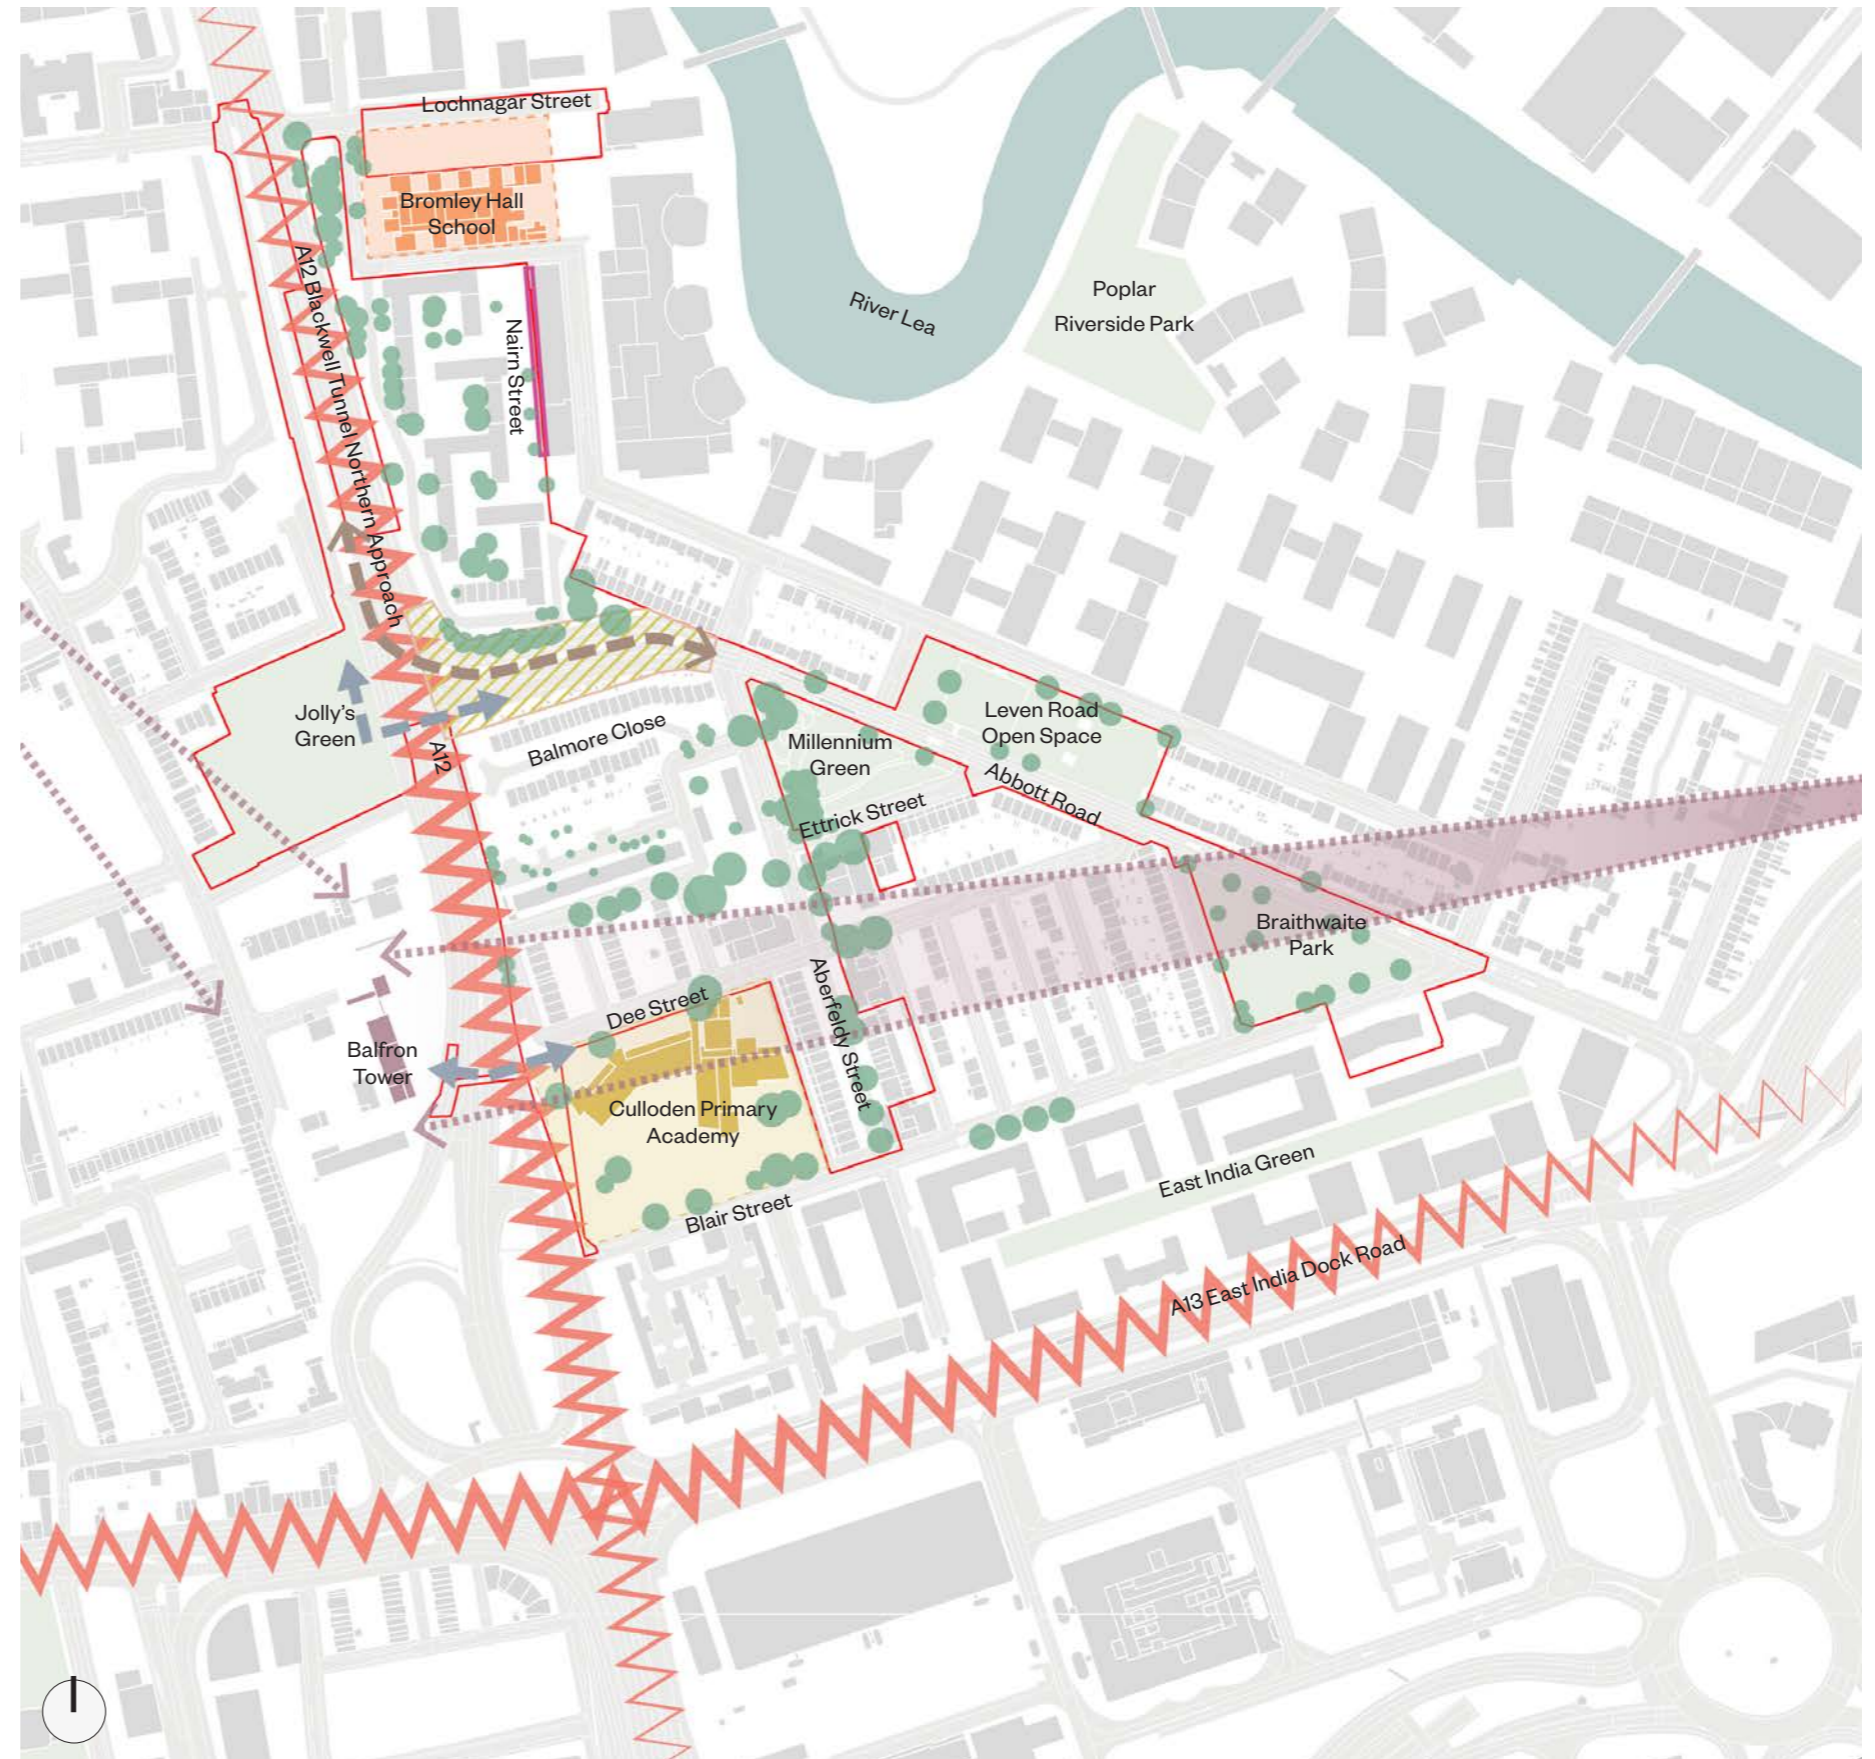 Lochnagar Street
Bromley Hall
School
A12 Blackwell Tunnel Northern Approach
Nairn Street
River Lea
Poplar
Riverside Park
Jolly's
Green
A12
Balmore Close
Millennium
Green
Leven Road
Open Space
Abbott Road
Ettrick Street
Braithwaite
Park
Dee Street
Aberfeldy Street
Balfron
Tower
Culloden Primary
Academy
Blair Street
East India Green
A13 East India Dock Road